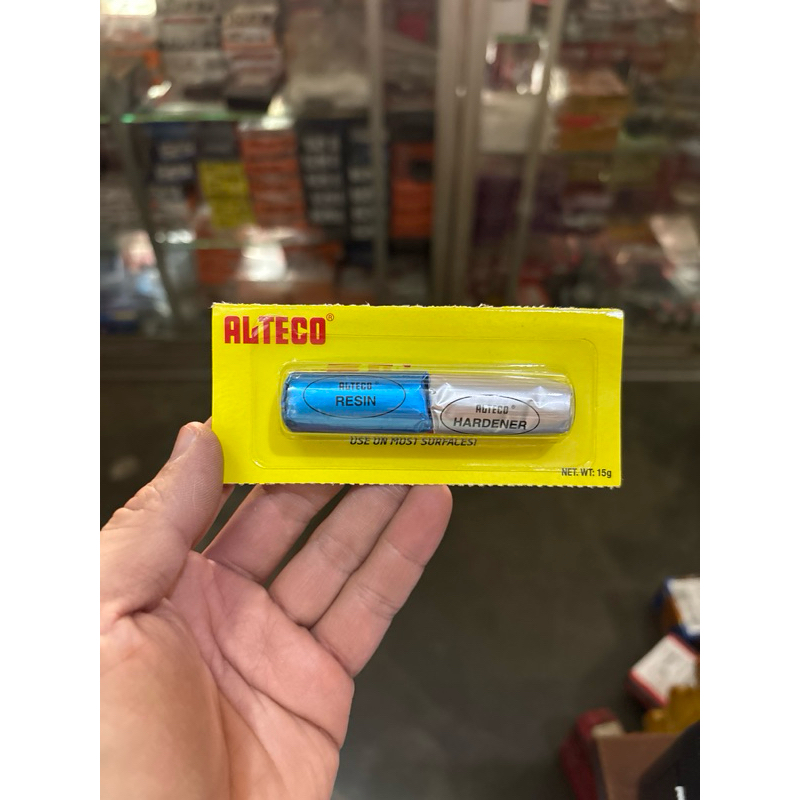 ALTECO®
ALTECO®
RESIN
ALTECO®
HARDENER
USE ON MOST SURFACES!
NET. WT: 15g